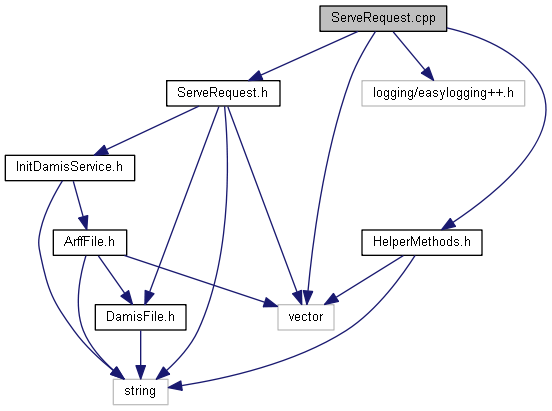 ServeRequest.cpp
ServeRequest.h
logging/easylogging++.h
InitDamisService.h
ArffFile.h
HelperMethods.h
DamisFile.h
vector
string